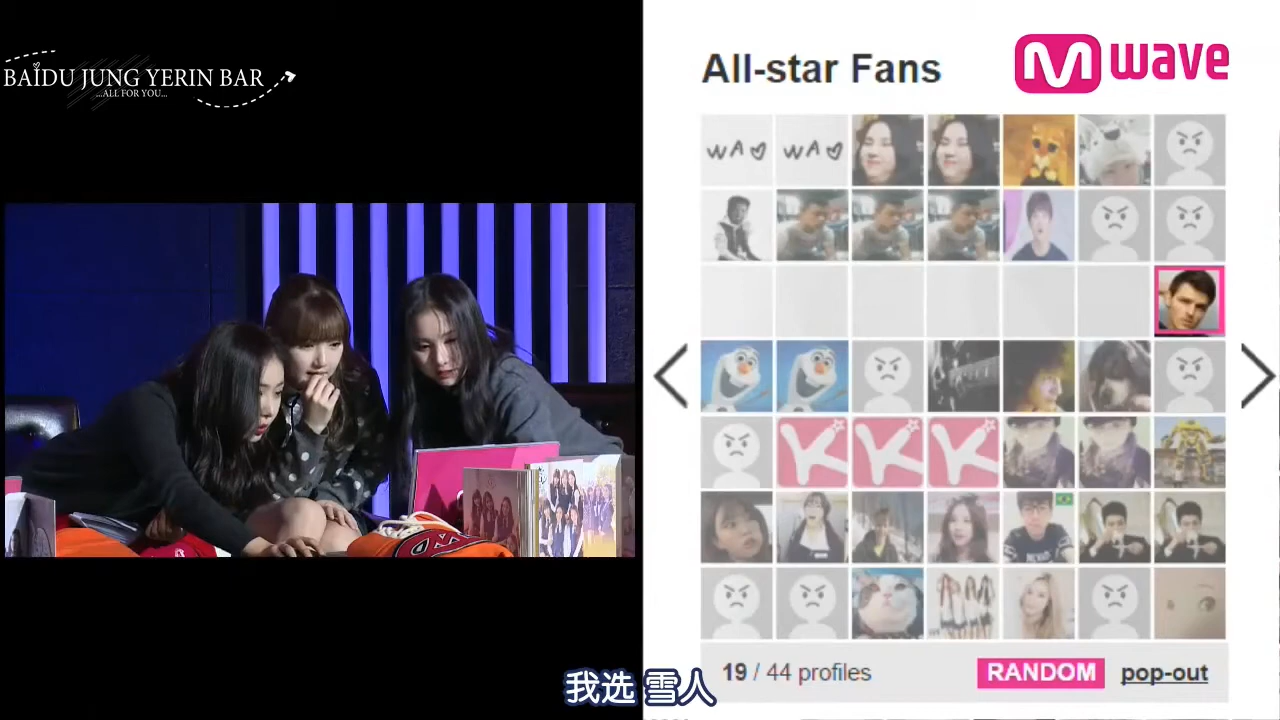 BAIDU JUNG YERIN BAR
...ALL FOR YOU...
All-star Fans
M wave
WA♡ WA♡
K K K
19 / 44 profiles
RANDOM
pop-out
我选 雪人